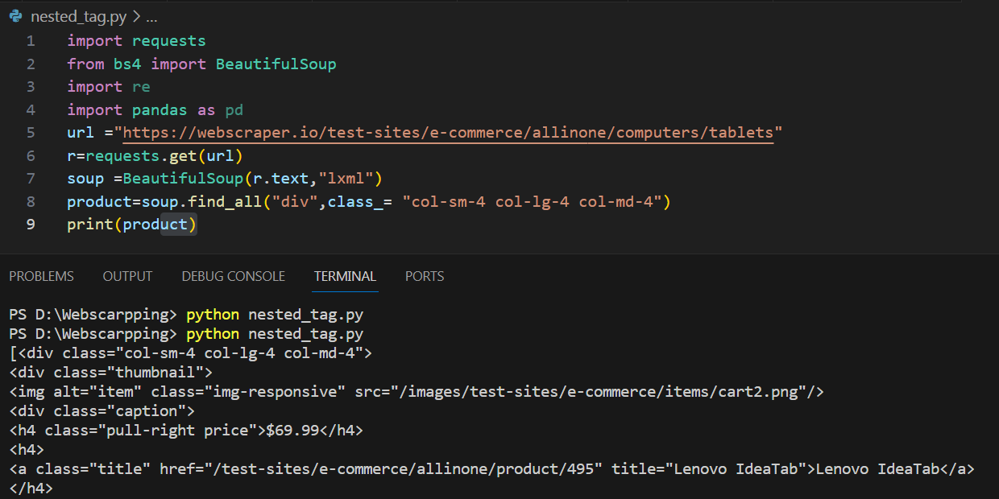 nested_tag.py > ...
1 import requests
2 from bs4 import BeautifulSoup
3 import re
4 import pandas as pd
5 url ="https://webscraper.io/test-sites/e-commerce/allinone/computers/tablets"
6 r=requests.get(url)
7 soup =BeautifulSoup(r.text,"lxml")
8 product=soup.find_all("div",class_= "col-sm-4 col-lg-4 col-md-4")
9 print(product)
PROBLEMS OUTPUT DEBUG CONSOLE TERMINAL PORTS
PS D:\Webscarpping> python nested_tag.py
PS D:\Webscarpping> python nested_tag.py
[<div class="col-sm-4 col-lg-4 col-md-4">
<div class="thumbnail">
<img alt="item" class="img-responsive" src="/images/test-sites/e-commerce/items/cart2.png"/>
<div class="caption">
<h4 class="pull-right price">$69.99</h4>
<h4>
<a class="title" href="/test-sites/e-commerce/allinone/product/495" title="Lenovo IdeaTab">Lenovo IdeaTab</a>
</h4>